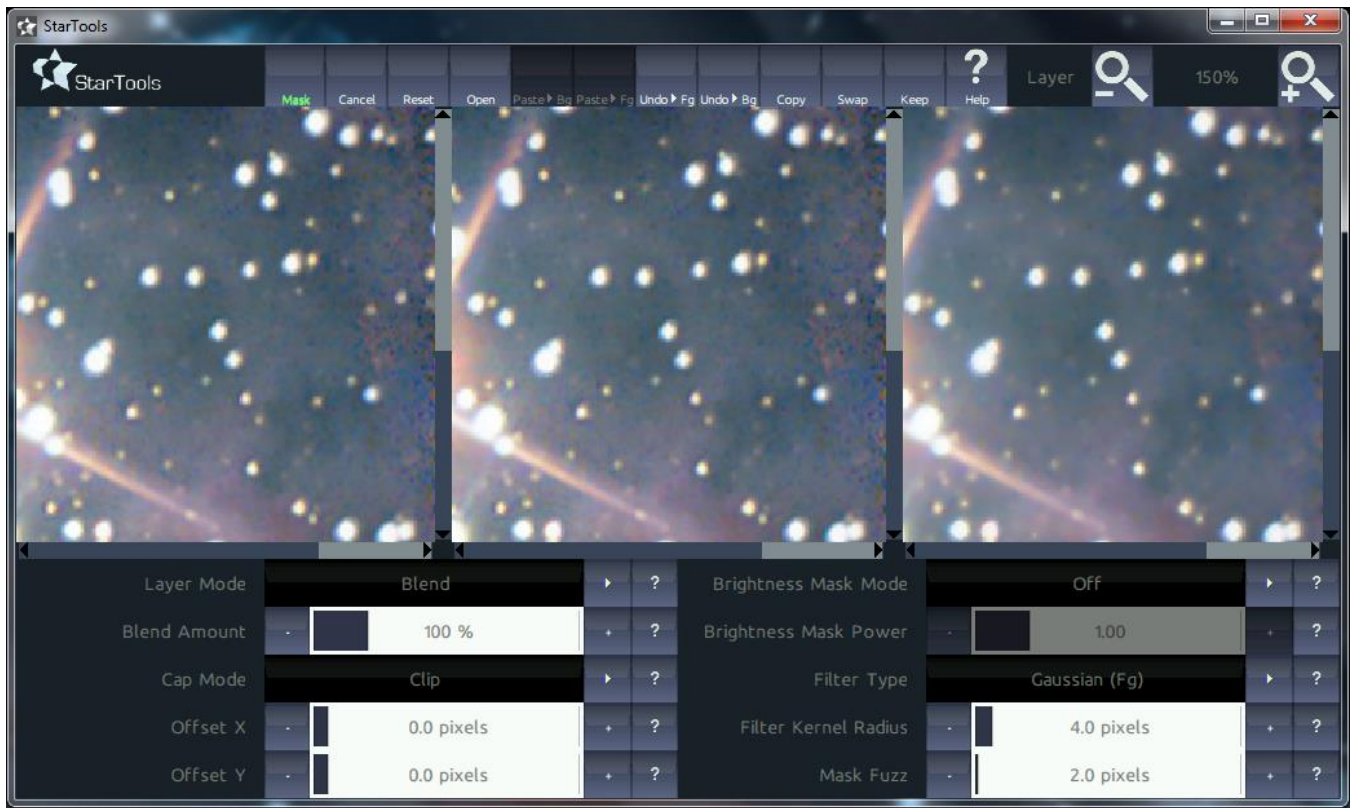 StarTools
StarTools
Mask Cancel Reset Open Paste▸Bg Paste▸Fg Undo▸Fg Undo▸Bg Copy Swap Keep ? Help Layer 150%
Layer Mode Blend ? Brightness Mask Mode Off ?
Blend Amount - 100 % + ? Brightness Mask Power - 1.00 + ?
Cap Mode Clip ? Filter Type Gaussian (Fg) ?
Offset X - 0.0 pixels + ? Filter Kernel Radius - 4.0 pixels + ?
Offset Y - 0.0 pixels + ? Mask Fuzz - 2.0 pixels + ?